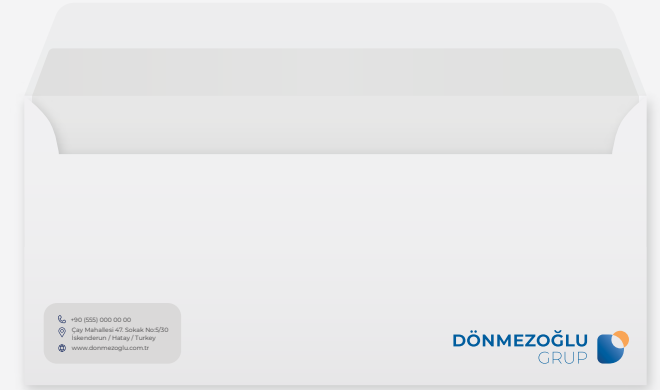 +90 (555) 000 00 00
Çay Mahallesi 47. Sokak No:5/30
İskenderun / Hatay / Turkey
www.donmezoglu.com.tr
DÖNMEZOĞLU
GRUP